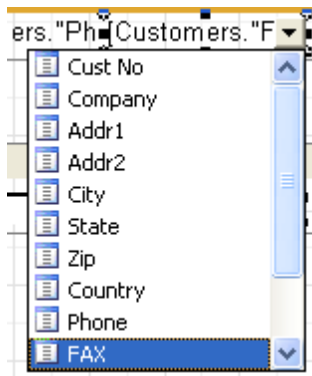 ers."Ph [Customers."F
Cust No
Company
Addr1
Addr2
City
State
Zip
Country
Phone
FAX